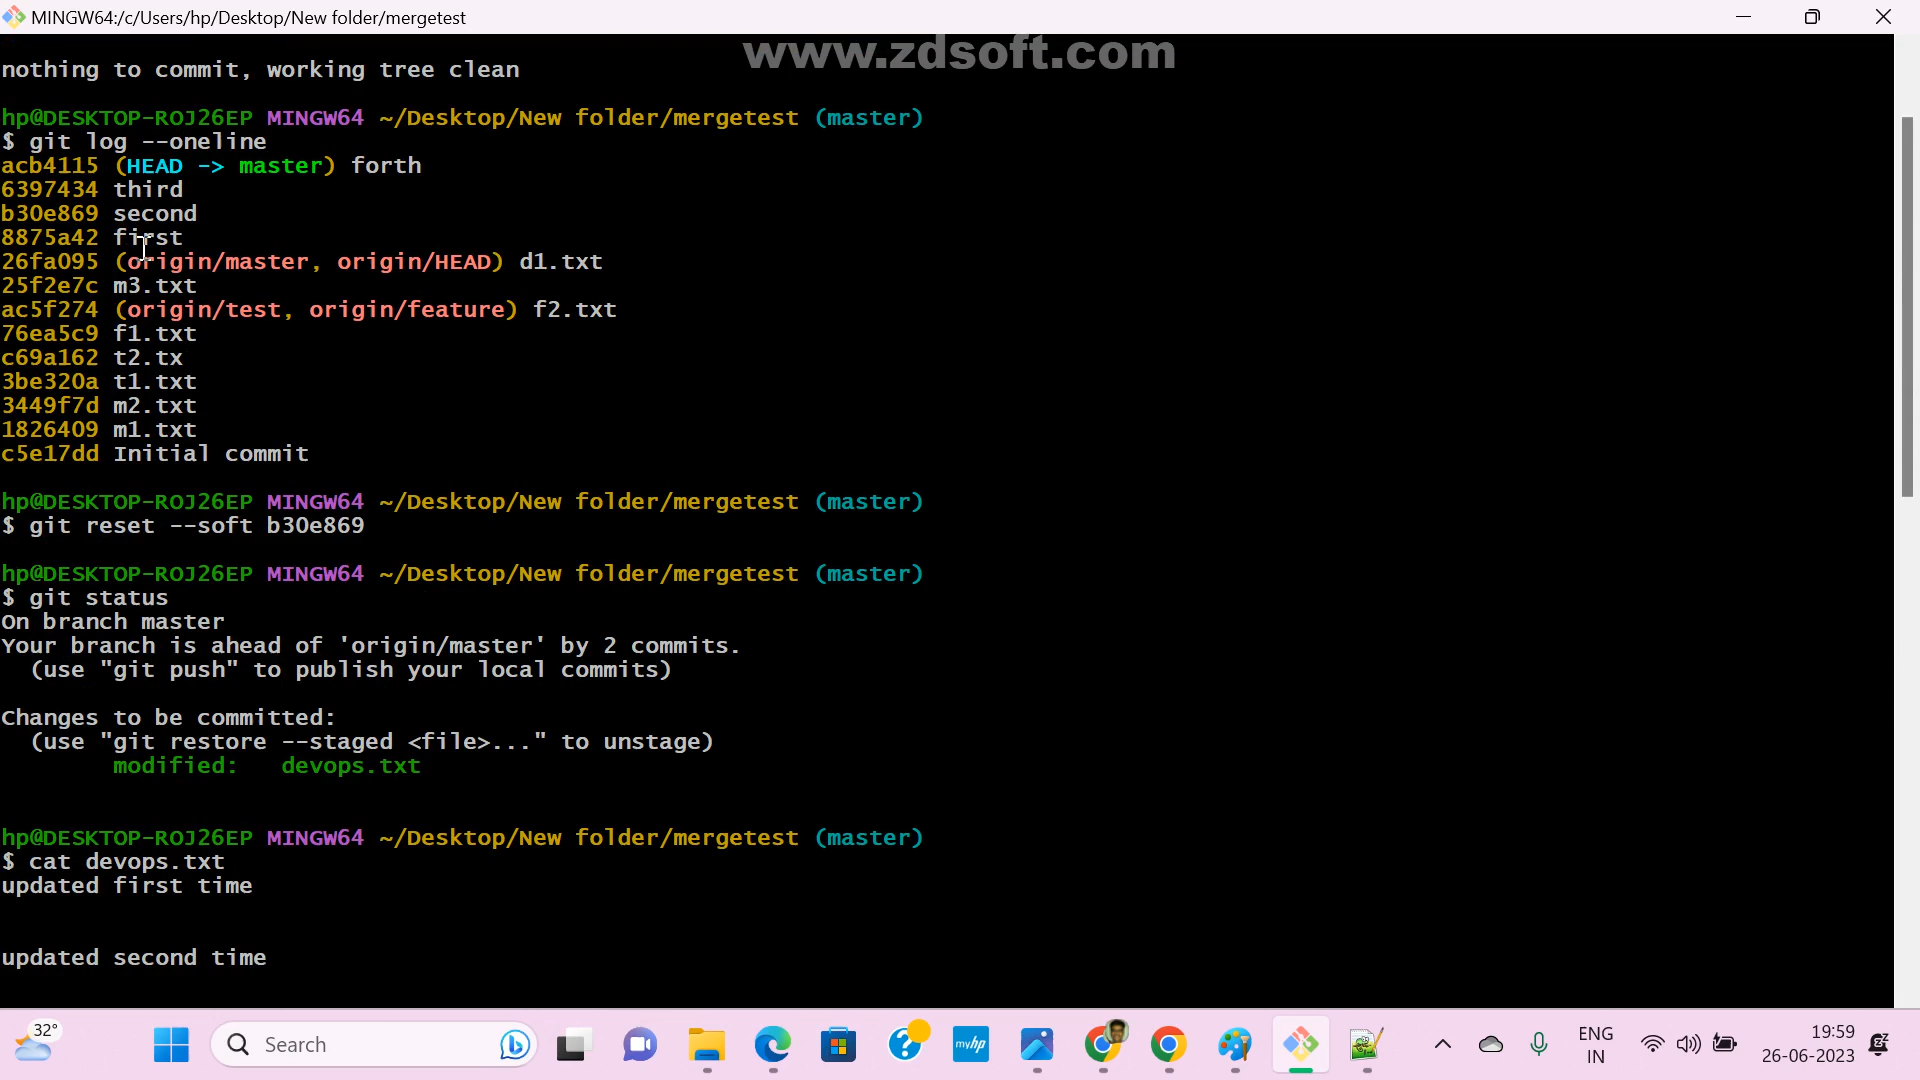 MINGW64:/c/Users/hp/Desktop/New folder/mergetest
www.zdsoft.com
nothing to commit, working tree clean
hp@DESKTOP-ROJ26EP MINGW64 ~/Desktop/New folder/mergetest (master)
$ git log --oneline
acb4115 (HEAD -> master) forth
6397434 third
b30e869 second
8875a42 first
26fa095 (origin/master, origin/HEAD) d1.txt
25f2e7c m3.txt
ac5f274 (origin/test, origin/feature) f2.txt
76ea5c9 f1.txt
c69a162 t2.tx
3be320a t1.txt
3449f7d m2.txt
1826409 m1.txt
c5e17dd Initial commit
hp@DESKTOP-ROJ26EP MINGW64 ~/Desktop/New folder/mergetest (master)
$ git reset --soft b30e869
hp@DESKTOP-ROJ26EP MINGW64 ~/Desktop/New folder/mergetest (master)
$ git status
On branch master
Your branch is ahead of 'origin/master' by 2 commits.
(use "git push" to publish your local commits)
Changes to be committed:
(use "git restore --staged <file>..." to unstage)
modified: devops.txt
hp@DESKTOP-ROJ26EP MINGW64 ~/Desktop/New folder/mergetest (master)
$ cat devops.txt
updated first time
updated second time
32°
Search
myhp
ENG
IN
19:59
26-06-2023